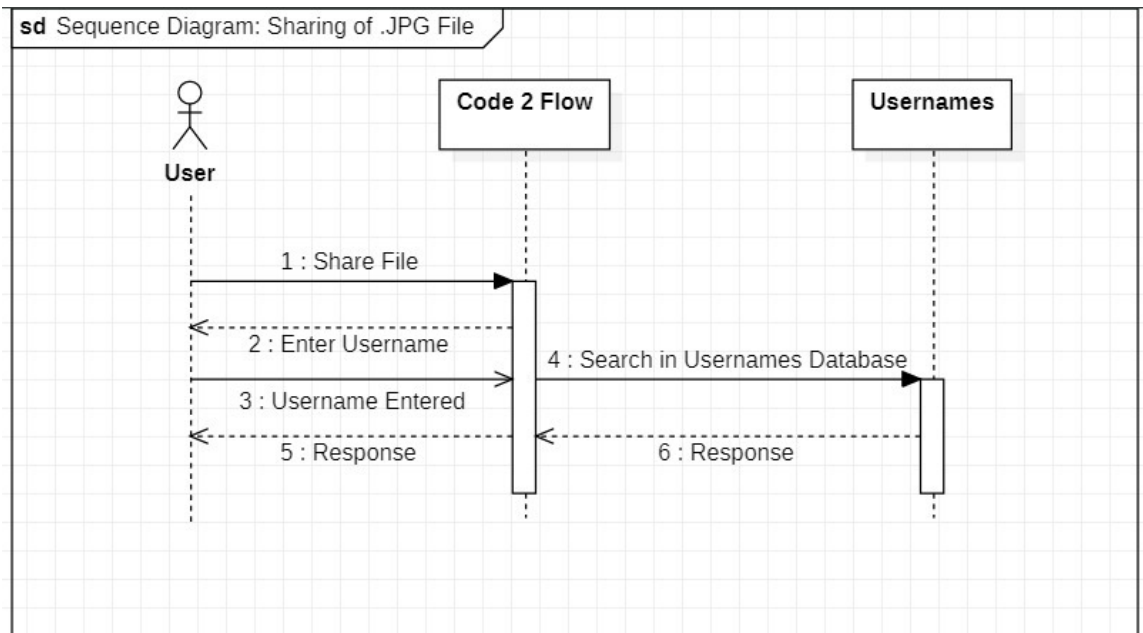 sd Sequence Diagram: Sharing of .JPG File
User
Code 2 Flow
Usernames
1 : Share File
2 : Enter Username
3 : Username Entered
4 : Search in Usernames Database
5 : Response
6 : Response